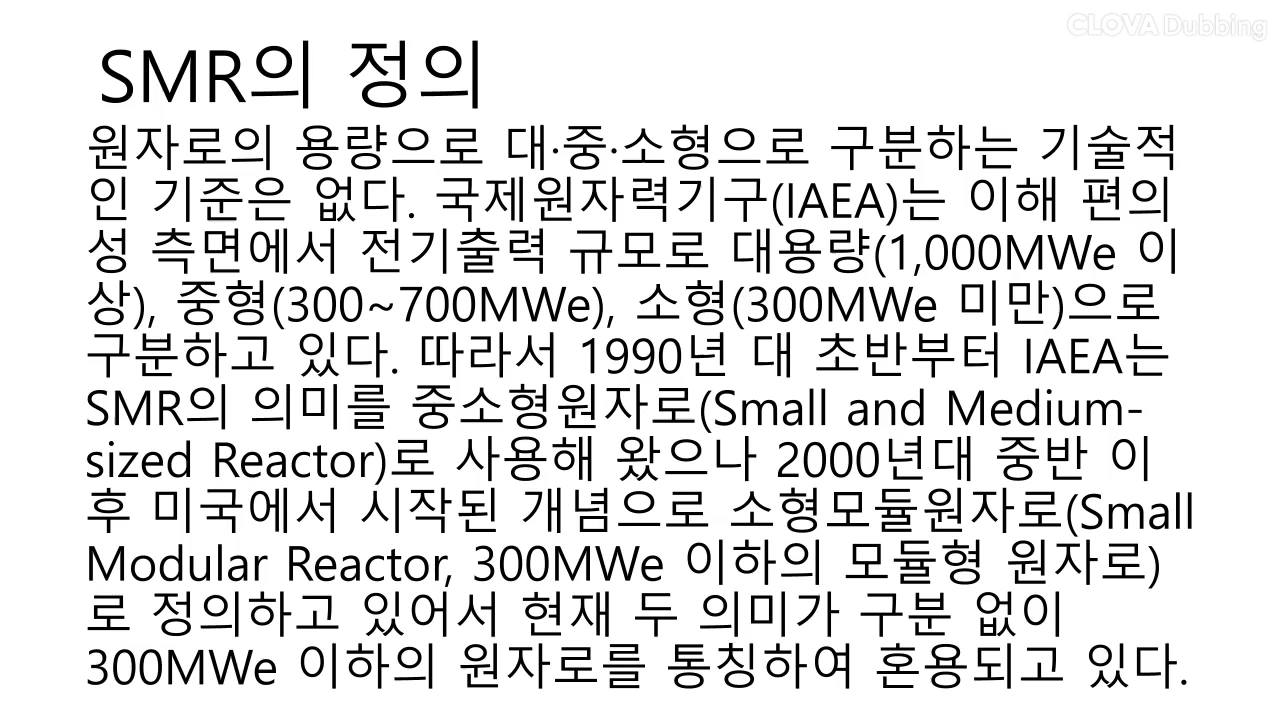 CLOVA Dubbing
SMR의 정의
원자로의 용량으로 대·중·소형으로 구분하는 기술적
인 기준은 없다. 국제원자력기구(IAEA)는 이해 편의
성 측면에서 전기출력 규모로 대용량(1,000MWe 이
상), 중형(300~700MWe), 소형(300MWe 미만)으로
구분하고 있다. 따라서 1990년 대 초반부터 IAEA는
SMR의 의미를 중소형원자로(Small and Medium-
sized Reactor)로 사용해 왔으나 2000년대 중반 이
후 미국에서 시작된 개념으로 소형모듈원자로(Small
Modular Reactor, 300MWe 이하의 모듈형 원자로)
로 정의하고 있어서 현재 두 의미가 구분 없이
300MWe 이하의 원자로를 통칭하여 혼용되고 있다.